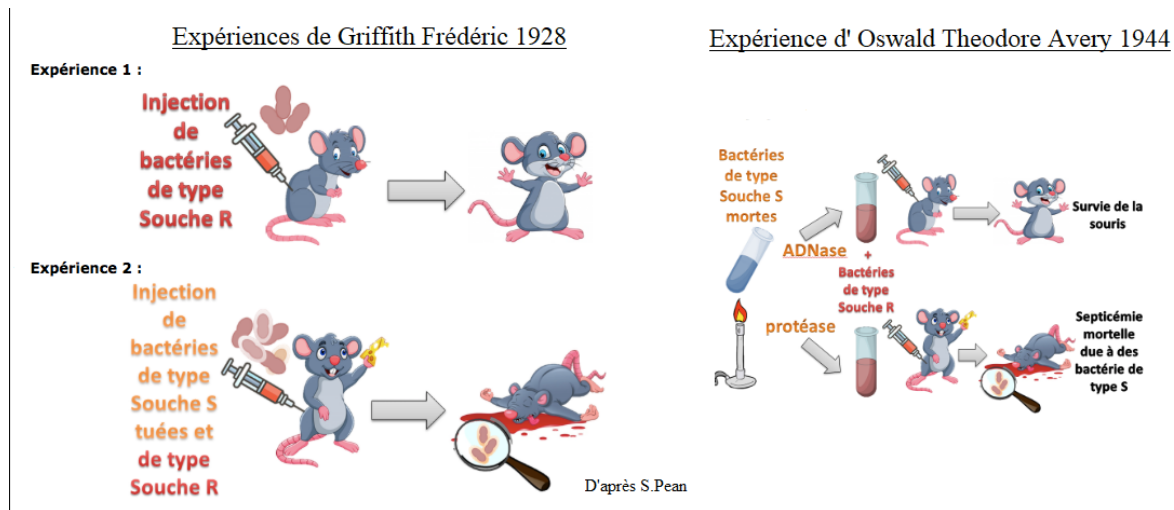 Expériences de Griffith Frédéric 1928
Expérience 1 :
Injection
de
bactéries
de type
Souche R
Expérience 2 :
Injection
de
bactéries
de type
Souche S
tuées et
de type
Souche R
D'après S.Pean
Expérience d' Oswald Theodore Avery 1944
Bactéries
de type
Souche S
mortes
ADNase
+
Bactéries
de type
Souche R
protéase
Survie de la
souris
Septicémie
mortelle
due à des
bactérie de
type S